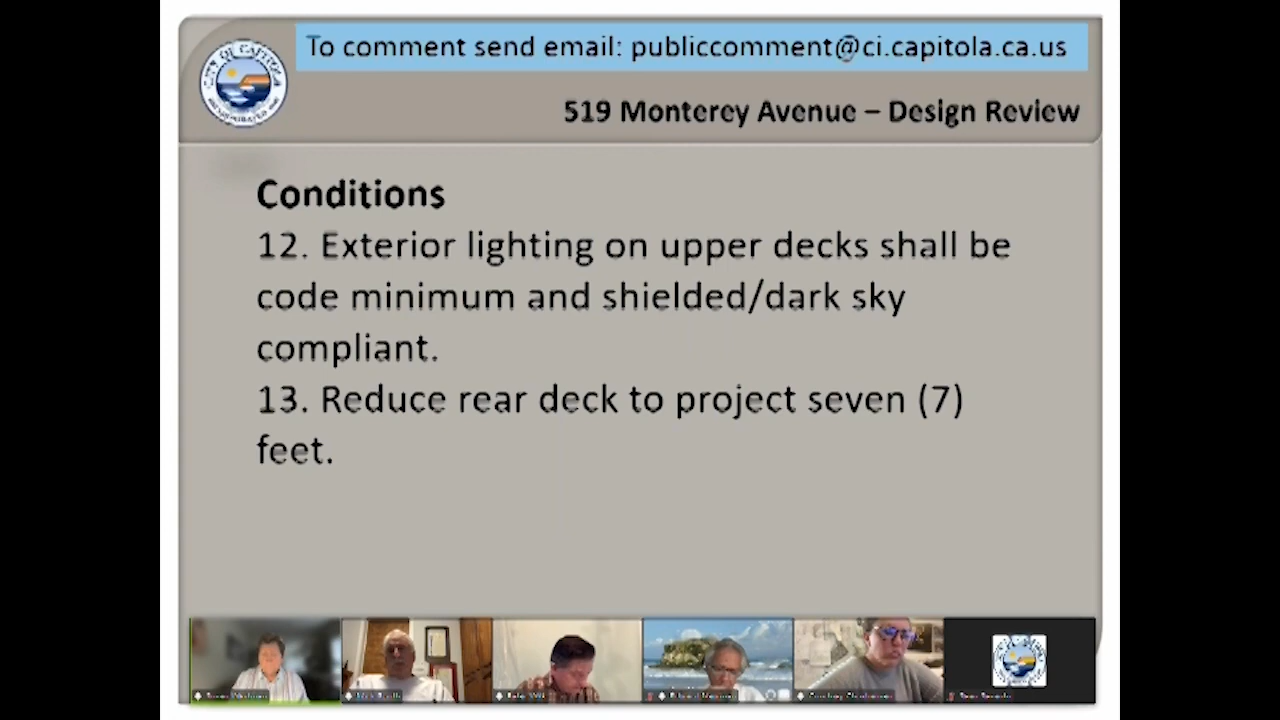 To comment send email: publiccomment@ci.capitola.ca.us
519 Monterey Avenue – Design Review
Conditions
12. Exterior lighting on upper decks shall be
code minimum and shielded/dark sky
compliant.
13. Reduce rear deck to project seven (7)
feet.